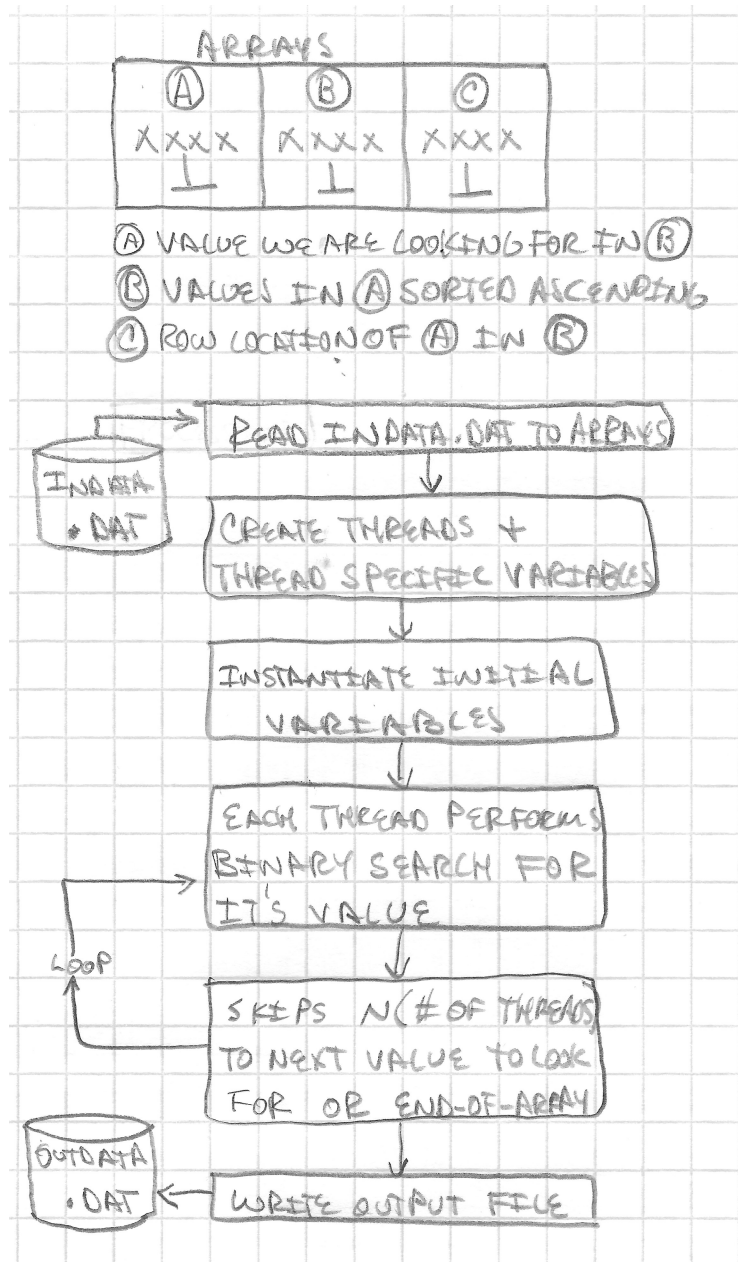 ARRAYS
A B C
XXXX XXXX XXXX
A VALUE WE ARE LOOKING FOR IN B
B VALUES IN A SORTED ASCENDING
C ROW LOCATION OF A IN B
READ INDATA.DAT TO ARRAYS
INDATA
.DAT
CREATE THREADS +
THREAD SPECIFIC VARIABLES
INSTANTIATE INITIAL
VARIABLES
EACH THREAD PERFORMS
BINARY SEARCH FOR
IT'S VALUE
LOOP
SKIPS N(# OF THREADS)
TO NEXT VALUE TO LOOK
FOR OR END-OF-ARRAY
OUTDATA
.DAT
WRITE OUTPUT FILE